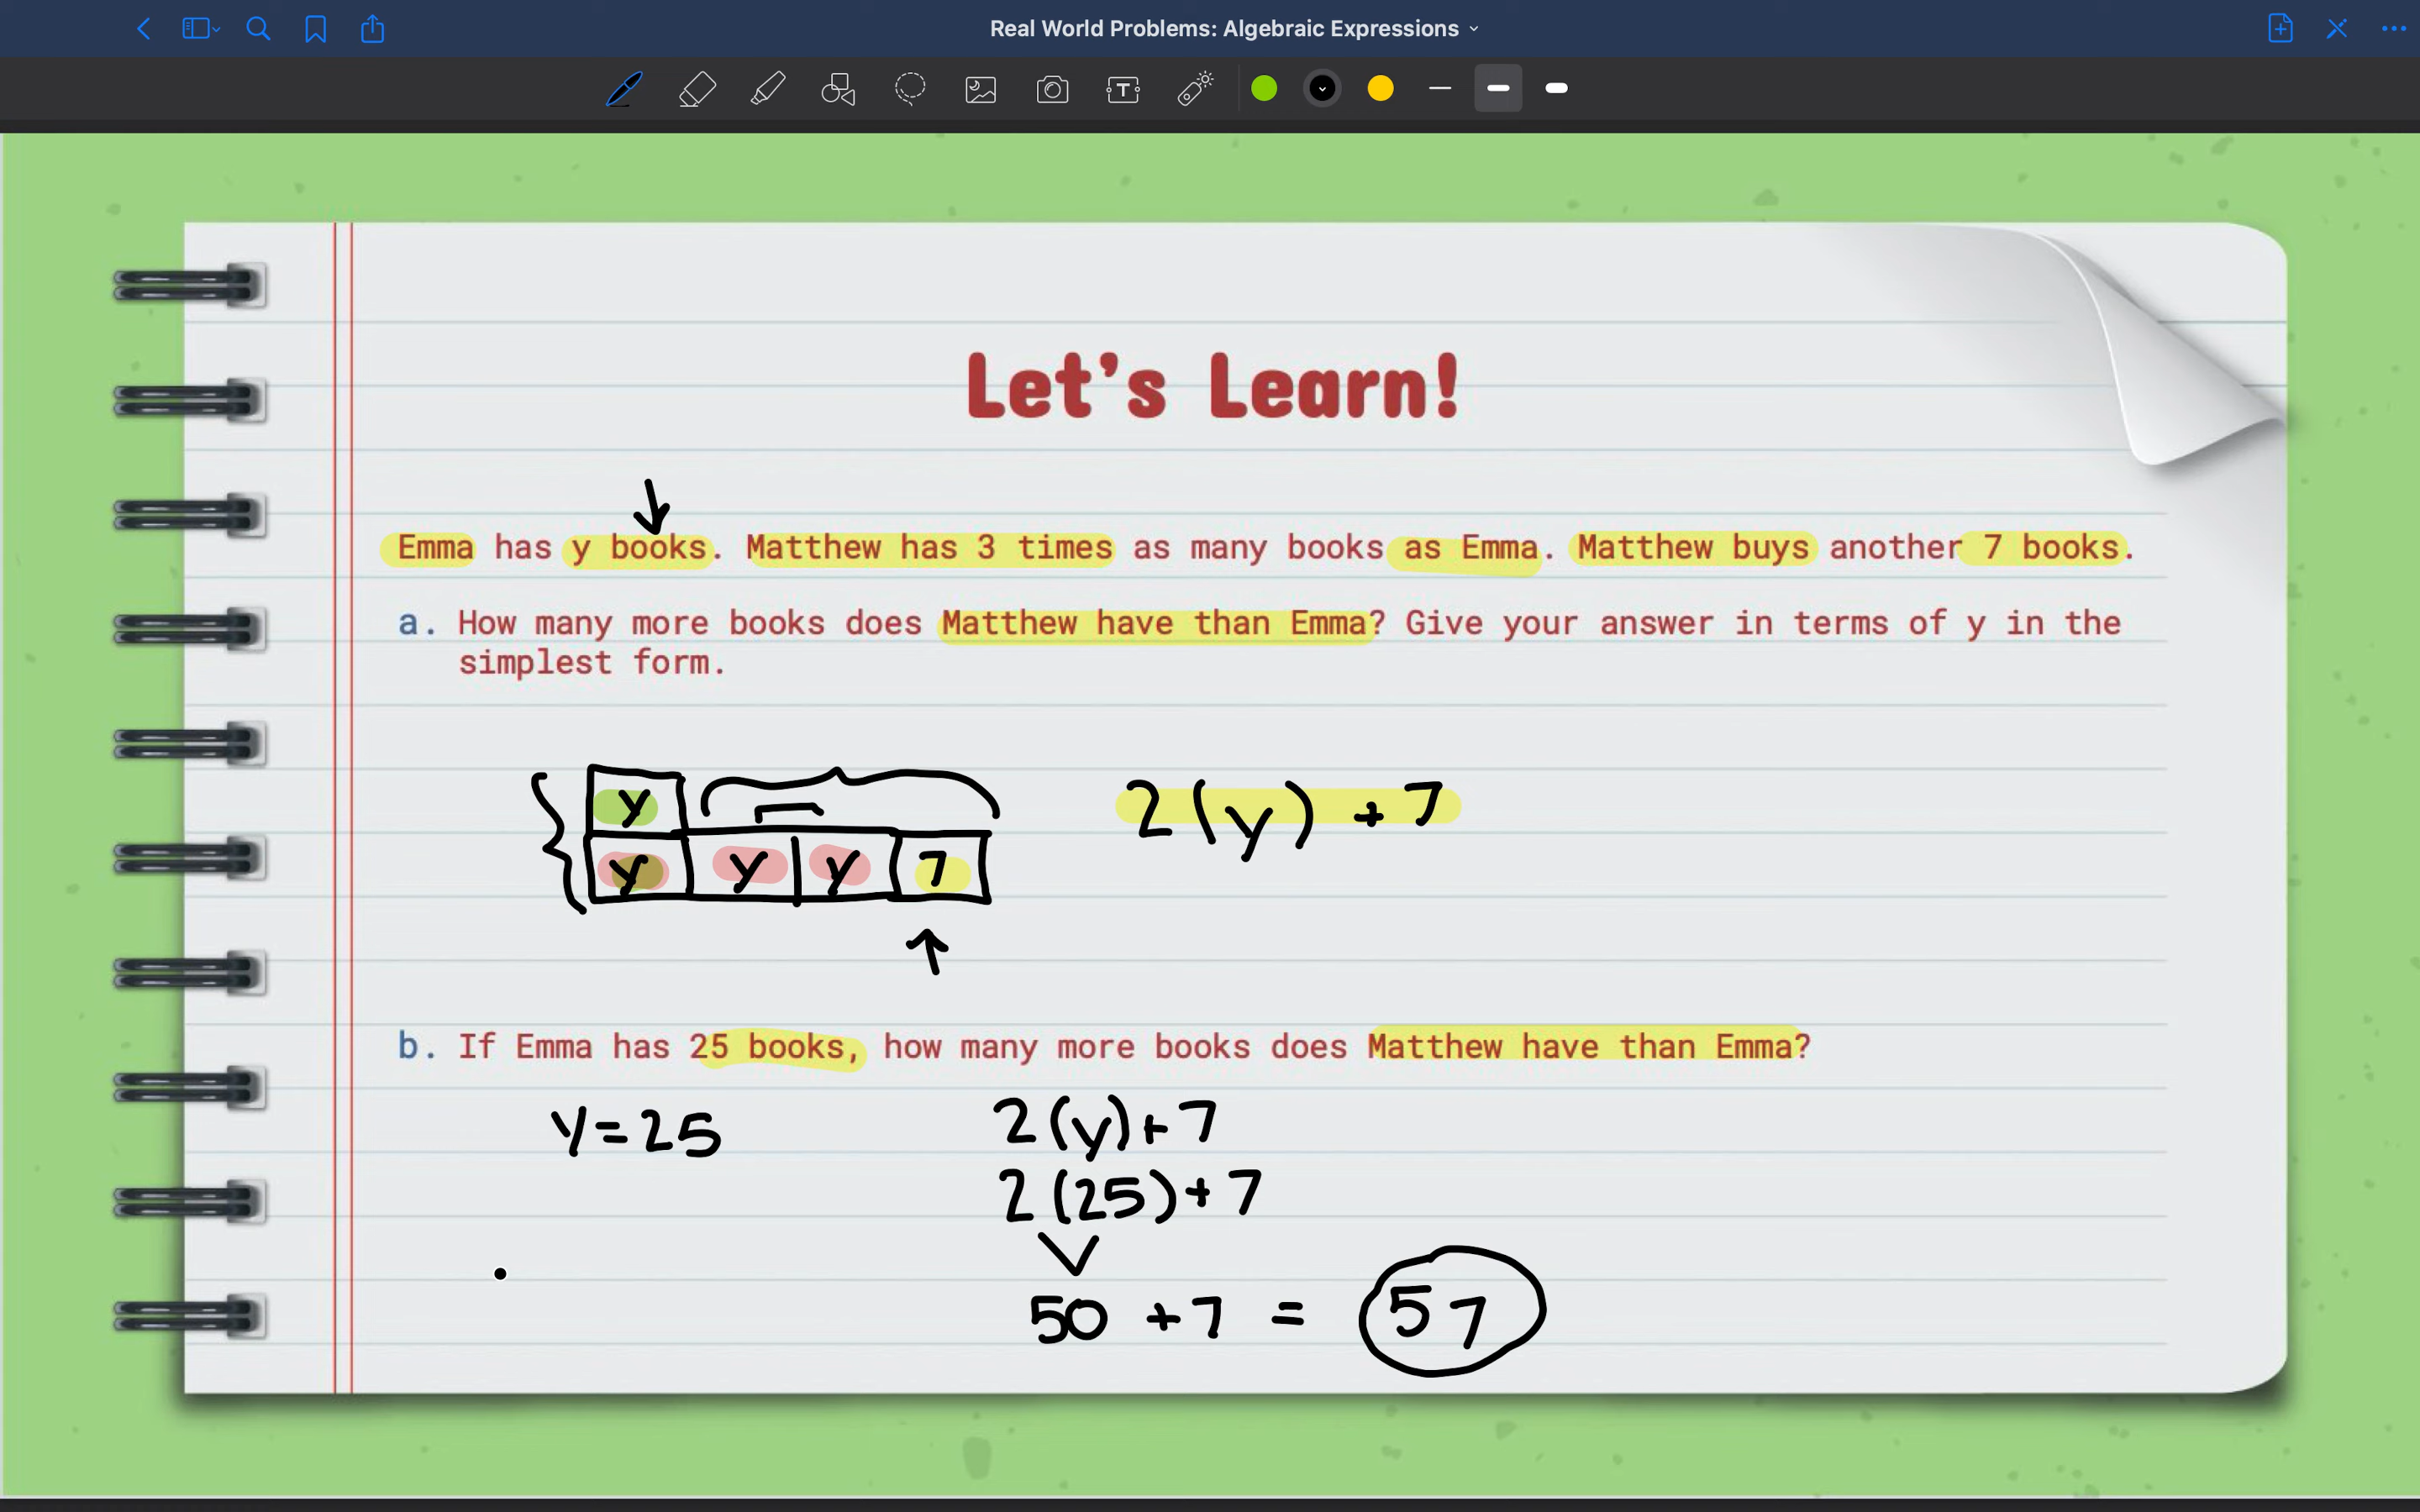 Real World Problems: Algebraic Expressions
T
Let's Learn!
Emma has y books. Matthew has 3 times as many books as Emma. Matthew buys another 7 books.
a. How many more books does Matthew have than Emma? Give your answer in terms of y in the
simplest form.
y
y y y 7
2(y) + 7
b. If Emma has 25 books, how many more books does Matthew have than Emma?
y=25
2(y)+7
2(25)+7
50 +7 = 57